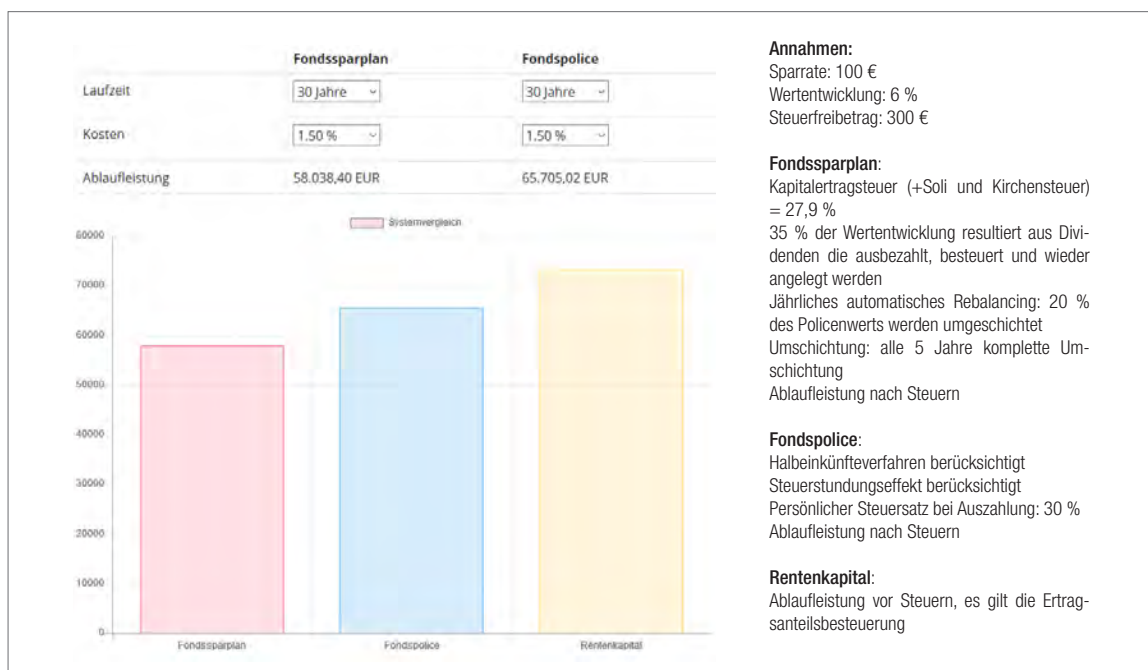 Fondssparplan Fondspolice
Laufzeit 30 Jahre 30 Jahre
Kosten 1.50 % 1.50 %
Ablaufleistung 58.038,40 EUR 65.705,02 EUR
Systemvergleich
80000
70000
60000
50000
40000
30000
20000
10000
0
Fondssparplan Fondspolice Rentenkapital
Annahmen:
Sparrate: 100 €
Wertentwicklung: 6 %
Steuerfreibetrag: 300 €
Fondssparplan:
Kapitalertragsteuer (+Soli und Kirchensteuer)
= 27,9 %
35 % der Wertentwicklung resultiert aus Divi-
denden die ausbezahlt, besteuert und wieder
angelegt werden
Jährliches automatisches Rebalancing: 20 %
des Policenwerts werden umgeschichtet
Umschichtung: alle 5 Jahre komplette Um-
schichtung
Ablaufleistung nach Steuern
Fondspolice:
Halbeinkünfteverfahren berücksichtigt
Steuerstundungseffekt berücksichtigt
Persönlicher Steuersatz bei Auszahlung: 30 %
Ablaufleistung nach Steuern
Rentenkapital:
Ablaufleistung vor Steuern, es gilt die Ertrag-
santeilsbesteuerung